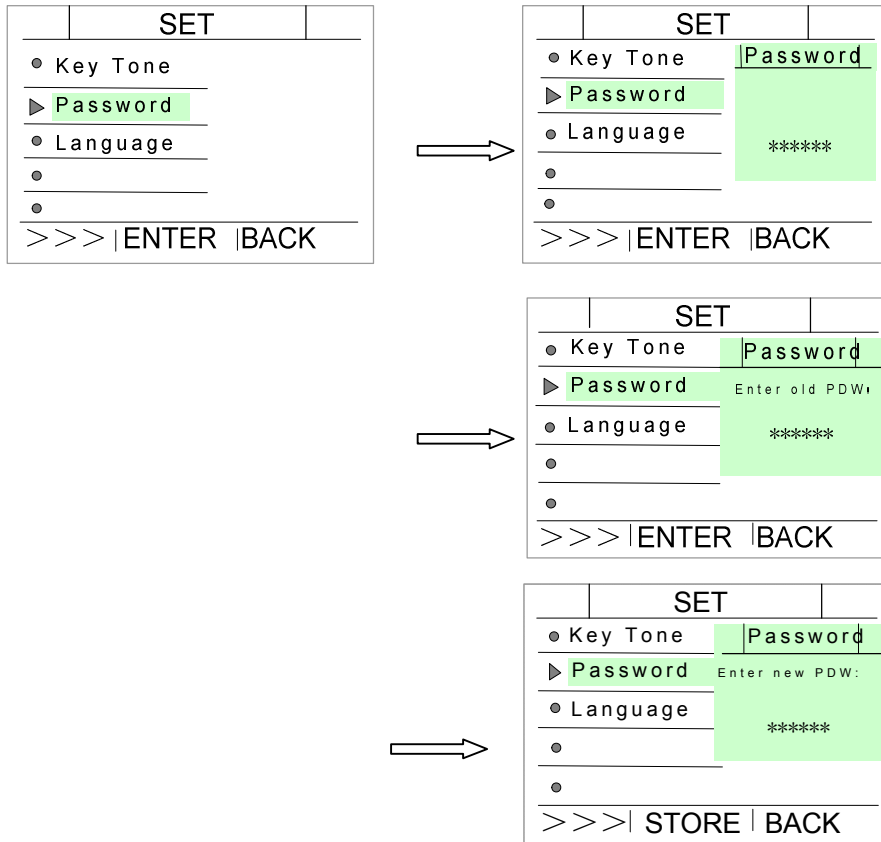 SET
Key Tone
Password
Language
>>> |ENTER |BACK
SET
Key Tone |Password|
Password
Language ******
>>> |ENTER |BACK
SET
Key Tone |Password
Password Enter old PDW:
Language ******
>>> |ENTER |BACK
SET
Key Tone |Password
Password Enter new PDW:
Language ******
>>>| STORE | BACK